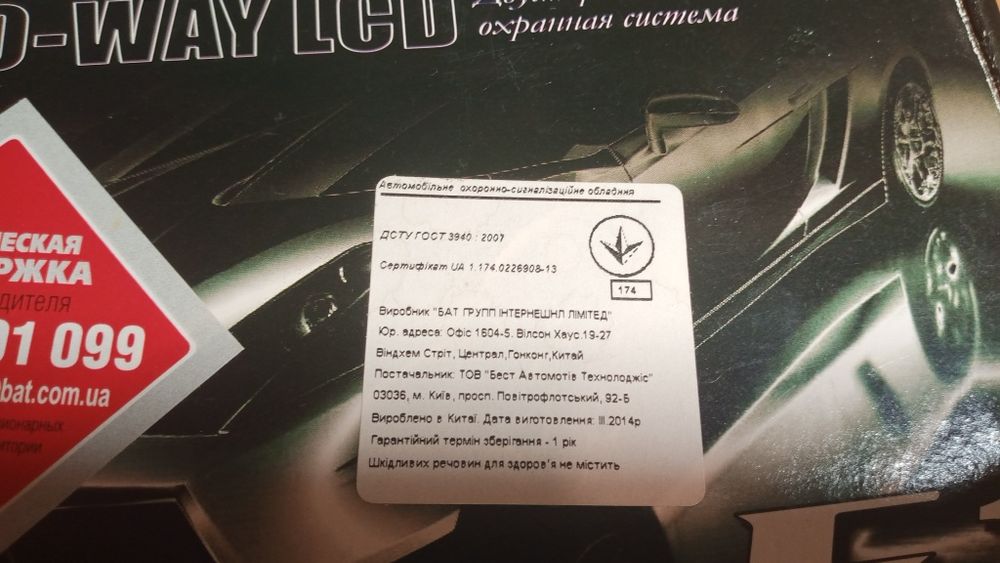 WAY LCD
охранная система
Автомобільне охоронно-сигналізаційне обладння
ДСТУ ГОСТ 3940 : 2007
Сертифікат UA 1.174.0226908-13
174
Виробник "БАТ ГРУПП ІНТЕРНЕШНЛ ЛІМІТЕД"
Юр. адреса: Офіс 1604-5. Вілсон Хаус.19-27
Віндхем Стріт, Централ,Гонконг,Китай
Постачальник: ТОВ "Бест Автомотів Технолоджіс"
03036, м. Київ, просп. Повітрофлотський, 92-Б
Вироблено в Китаї. Дата виготовлення: III.2014р
Гарантійний термін зберігання - 1 рік
Шкідливих речовин для здоров'я не містить
ЕСКАЯ
РЖКА
дителя
01 099
bat.com.ua
ионарных
итории